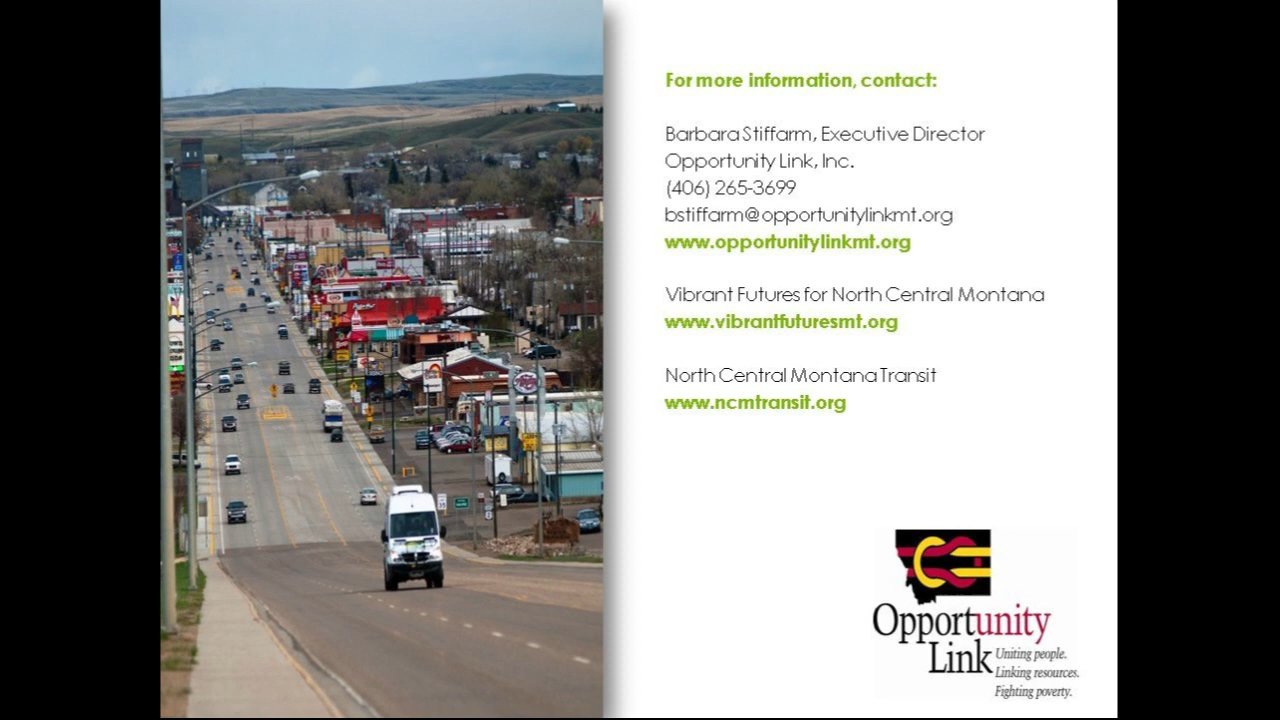 For more information, contact:
Barbara Stiffarm, Executive Director
Opportunity Link, Inc.
(406) 265-3699
bstiffarm@opportunitylinkmt.org
www.opportunitylinkmt.org
Vibrant Futures for North Central Montana
www.vibrantfuturesmt.org
North Central Montana Transit
www.ncmtransit.org
Opportunity
Link
Uniting people.
Linking resources.
Fighting poverty.